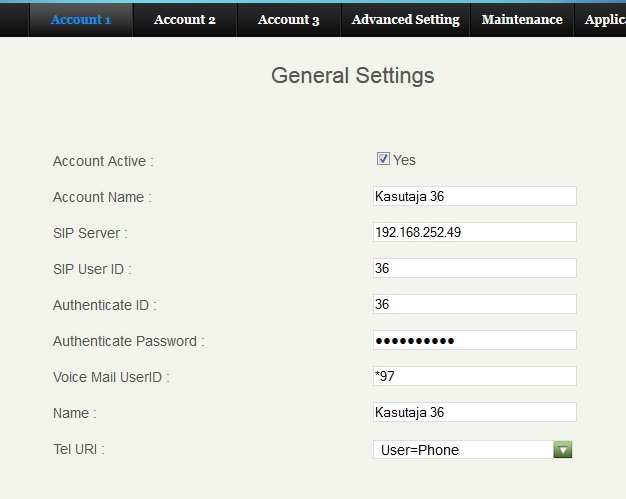 Account 1 Account 2 Account 3 Advanced Setting Maintenance Applic
General Settings
Account Active : Yes
Account Name : Kasutaja 36
SIP Server : 192.168.252.49
SIP User ID : 36
Authenticate ID : 36
Authenticate Password : ●●●●●●●●●●
Voice Mail UserID : *97
Name : Kasutaja 36
Tel URI : User=Phone